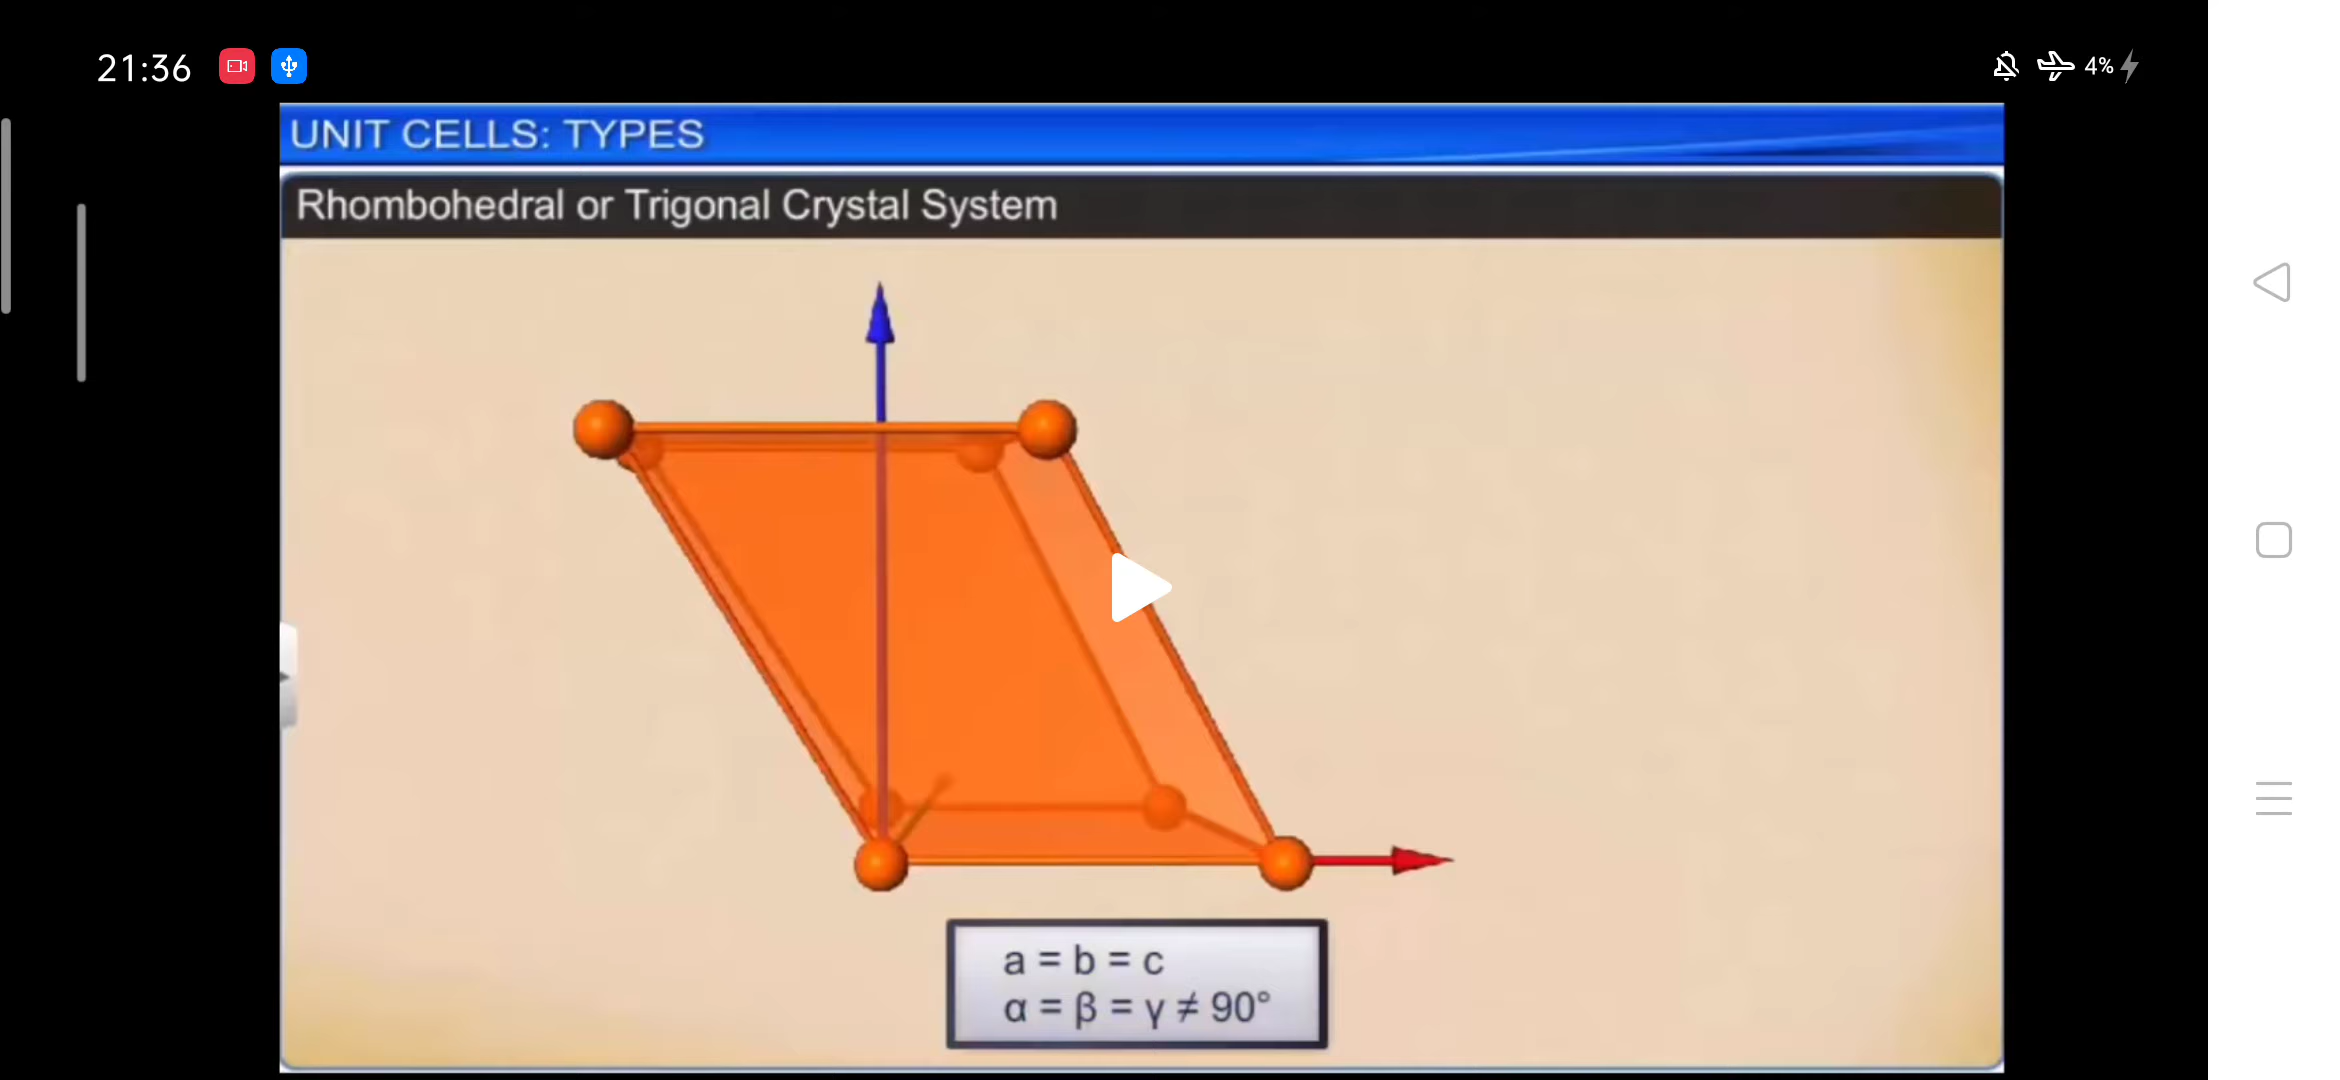 21:36
4%
UNIT CELLS: TYPES
Rhombohedral or Trigonal Crystal System
a = b = c
α = β = γ ≠ 90°